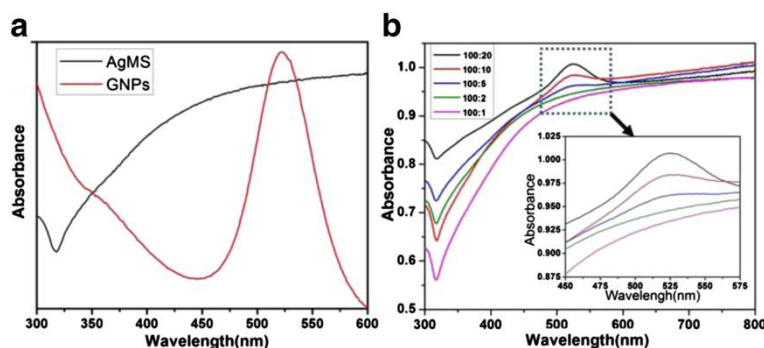 a
AgMS
GNPs
Absorbance
300 350 400 450 500 550 600
Wavelength(nm)
b
100:20
100:10
100:5
100:2
100:1
Absorbance
1.0
0.9
0.8
0.7
0.6
0.5
300 400 500 600 700 800
Wavelength(nm)
Absorbance
1.025
1.000
0.975
0.950
0.925
0.900
0.875
450 475 500 525 550 575
Wavelengh(nm)